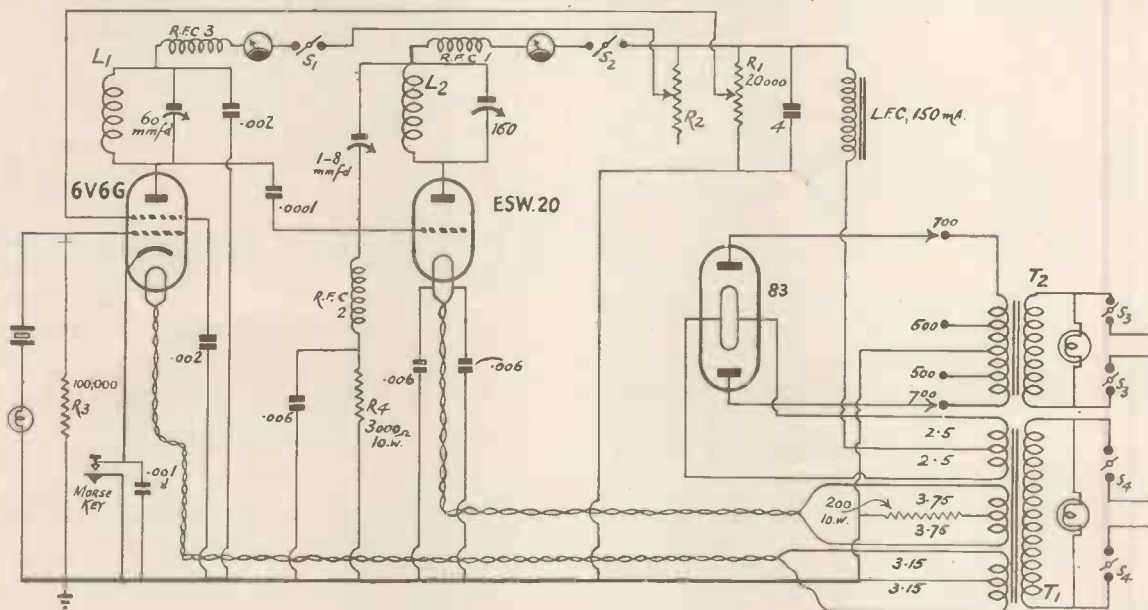 R.F.C 3
S1
R.F.C 1
S2
L1
L2
60
mmfd
.002
160
R1
20000
R2
4
L.F.C, 150 mA.
1-8
mmfd
6V6G
.0001
ESW.20
700
83
T2
S3
600
R.F.C
2
.002
.006
.006
500
S3
100,000
R3
700
R4
3000Ω
10.W.
.006
2.5
2.5
S4
MORSE
KEY
.001
200
10.W.
3.75
3.75
S4
3.15
3.15
T1